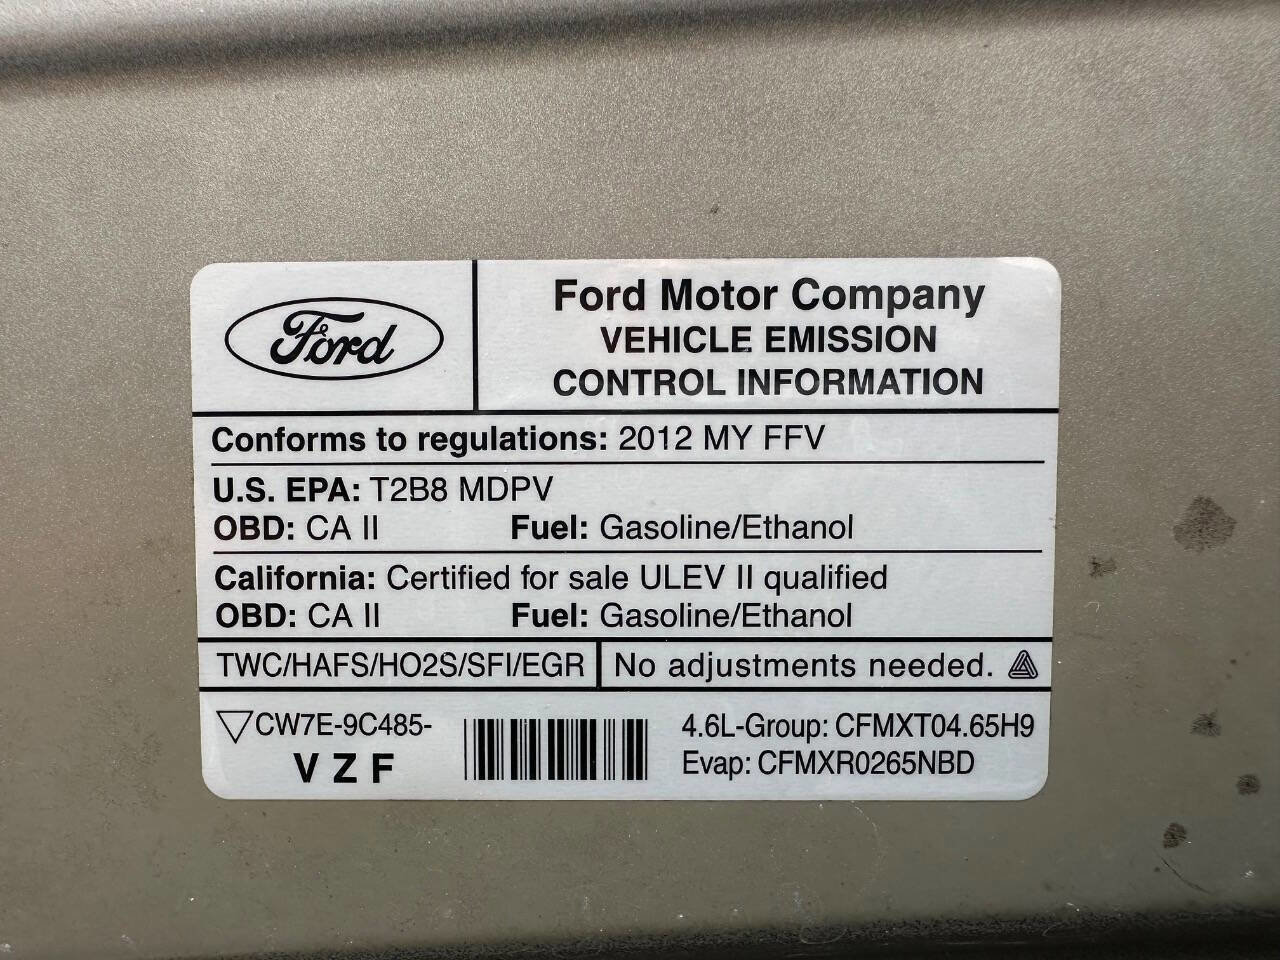 Ford
Ford Motor Company
VEHICLE EMISSION
CONTROL INFORMATION
Conforms to regulations: 2012 MY FFV
U.S. EPA: T2B8 MDPV
OBD: CA II Fuel: Gasoline/Ethanol
California: Certified for sale ULEV II qualified
OBD: CA II Fuel: Gasoline/Ethanol
TWC/HAFS/HO2S/SFI/EGR No adjustments needed.
CW7E-9C485-
VZF
4.6L-Group: CFMXT04.65H9
Evap: CFMXR0265NBD